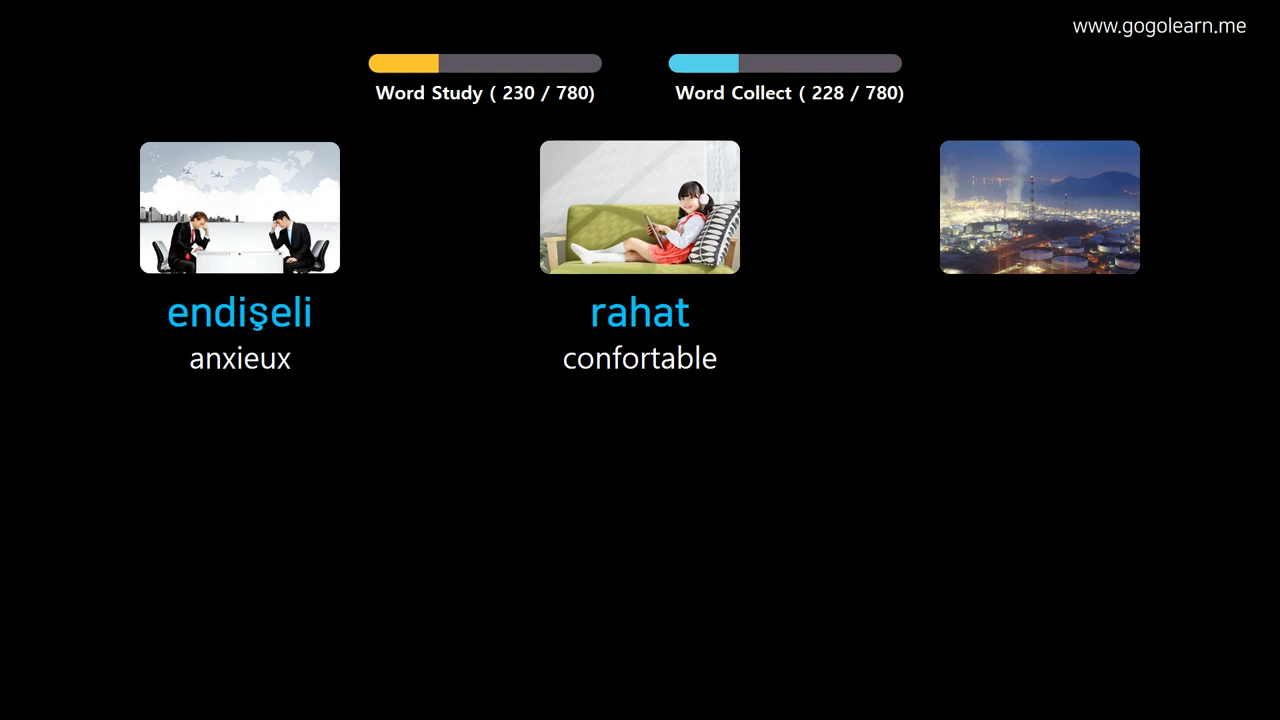 www.gogolearn.me
Word Study ( 230 / 780)
Word Collect ( 228 / 780)
endişeli
anxieux
rahat
confortable